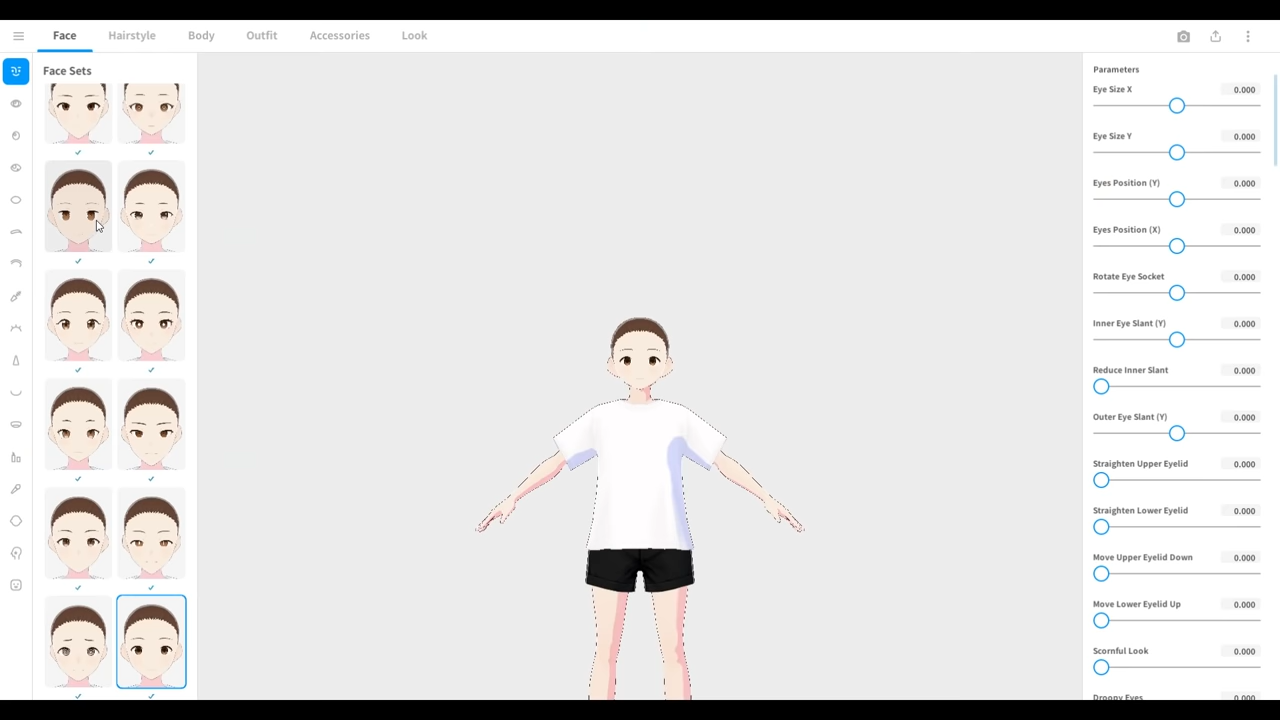 Face Hairstyle Body Outfit Accessories Look
Face Sets
Parameters
Eye Size X 0.000
Eye Size Y 0.000
Eyes Position (Y) 0.000
Eyes Position (X) 0.000
Rotate Eye Socket 0.000
Inner Eye Slant (Y) 0.000
Reduce Inner Slant 0.000
Outer Eye Slant (Y) 0.000
Straighten Upper Eyelid 0.000
Straighten Lower Eyelid 0.000
Move Upper Eyelid Down 0.000
Move Lower Eyelid Up 0.000
Scornful Look 0.000
Droopy Eyes 0.000